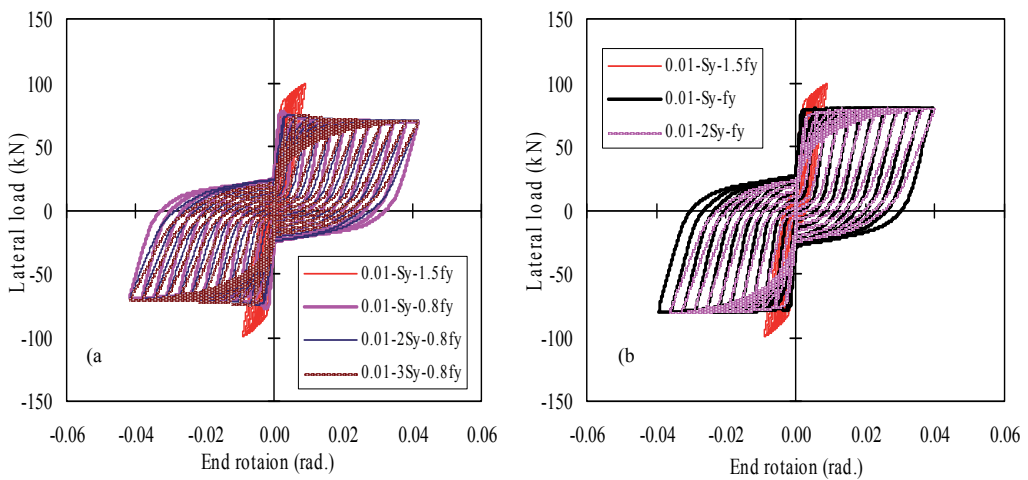 150
100
50
0
-50
-100
-150
-0.06 -0.04 -0.02 0.00 0.02 0.04 0.06
Lateral load (kN)
End rotaion (rad.)
(a
0.01-Sy-1.5fy
0.01-Sy-0.8fy
0.01-2Sy-0.8fy
0.01-3Sy-0.8fy
150
100
50
0
-50
-100
-150
-0.06 -0.04 -0.02 0.00 0.02 0.04 0.06
Lateral load (kN)
End rotaion (rad.)
(b
0.01-Sy-1.5fy
0.01-Sy-fy
0.01-2Sy-fy